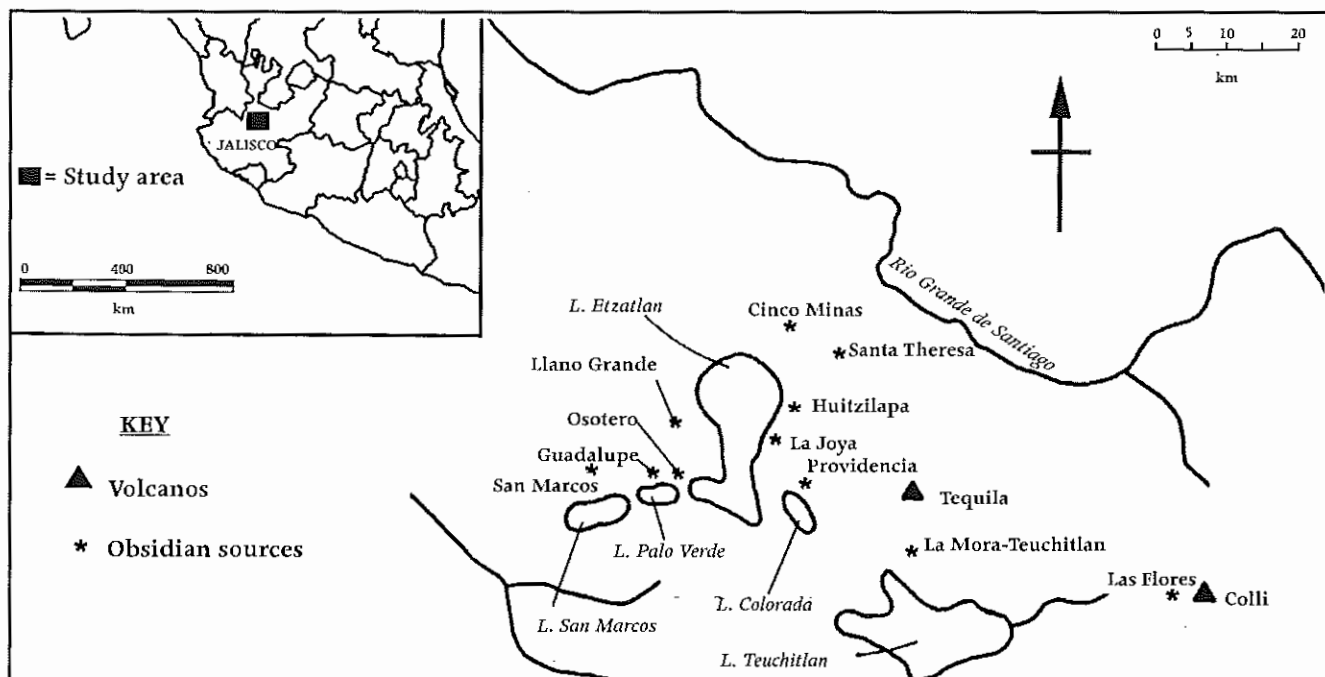 JALISCO
= Study area
0 400 800
km
0 5 10 20
km
Rio Grande de Santiago
L. Etzatlan
Cinco Minas
Santa Theresa
Llano Grande
Huitzilapa
Osotero
La Joya
Guadalupe
Providencia
San Marcos
Tequila
L. Palo Verde
La Mora-Teuchitlan
Las Flores
Colli
L. Colorada
L. San Marcos
L. Teuchitlan
KEY
Volcanos
* Obsidian sources